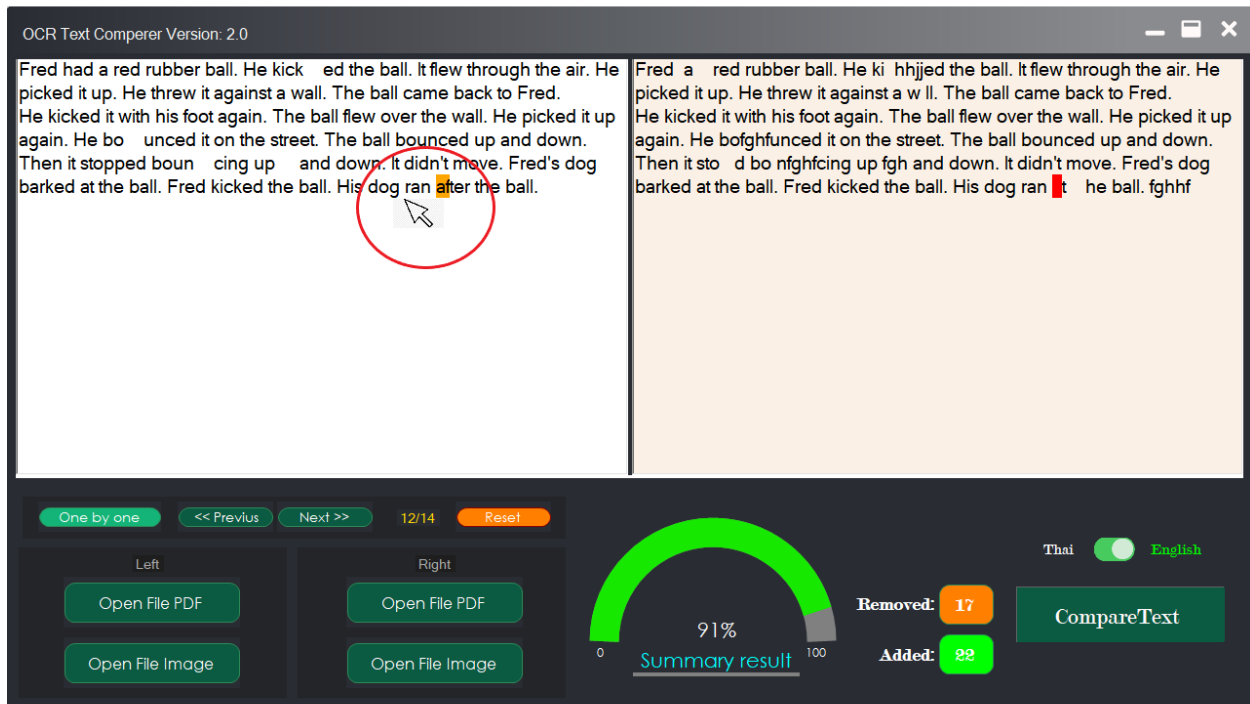 OCR Text Comperer Version: 2.0
Fred had a red rubber ball. He kick    ed the ball. It flew through the air. He
picked it up. He threw it against a wall. The ball came back to Fred.
He kicked it with his foot again. The ball flew over the wall. He picked it up
again. He bo    unced it on the street. The ball bounced up and down.
Then it stopped boun    cing up     and down. It didn't move. Fred's dog
barked at the ball. Fred kicked the ball. His dog ran after the ball.
Fred  a    red rubber ball. He ki  hhjjed the ball. It flew through the air. He
picked it up. He threw it against a w ll. The ball came back to Fred.
He kicked it with his foot again. The ball flew over the wall. He picked it up
again. He bofghfunced it on the street. The ball bounced up and down.
Then it sto   d bo nfghfcing up fgh and down. It didn't move. Fred's dog
barked at the ball. Fred kicked the ball. His dog ran   t    he ball. fghhf
One by one
<< Previus
Next >>
12/14
Reset
Left
Right
Open File PDF
Open File PDF
Open File Image
Open File Image
91%
0
Summary result
100
Removed: 17
Added: 22
Thai
English
CompareText